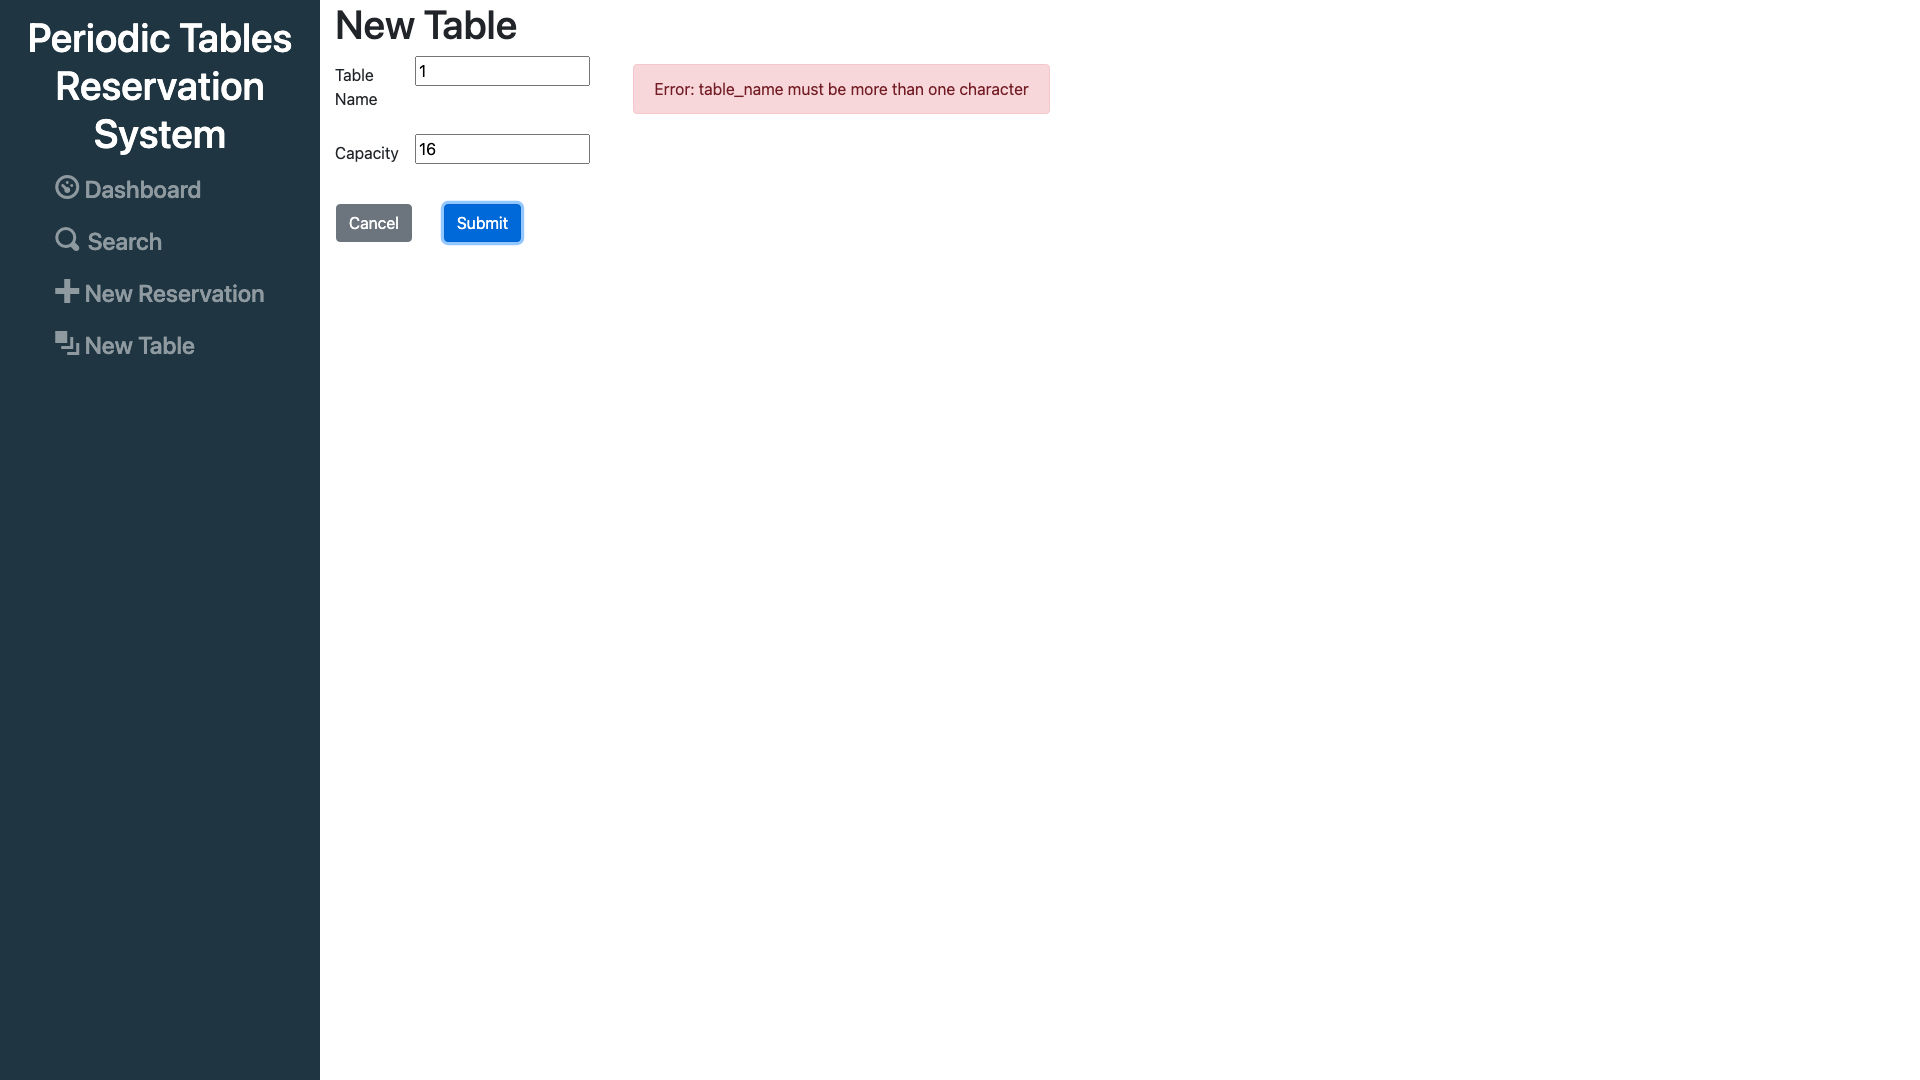 Periodic Tables
Reservation
System
Dashboard
Search
New Reservation
New Table
New Table
Table
Name
1
Error: table_name must be more than one character
Capacity
16
Cancel
Submit